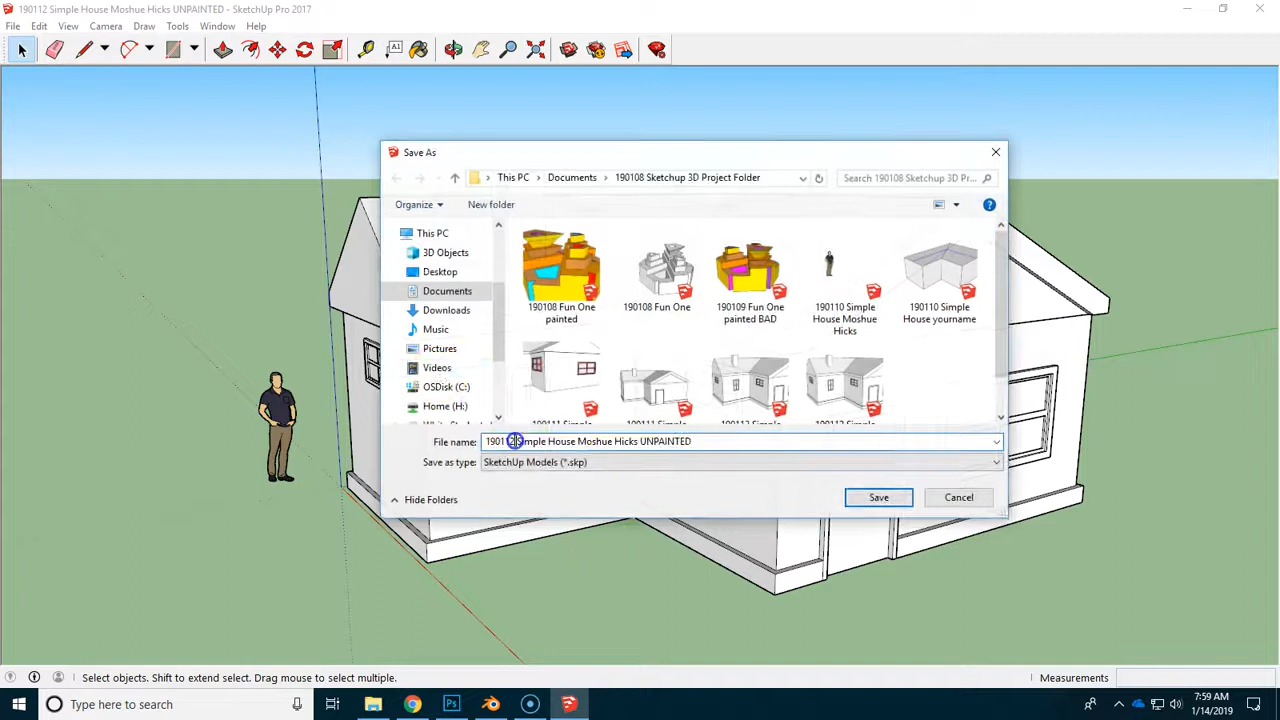 190112 Simple House Moshue Hicks UNPAINTED - SketchUp Pro 2017
File Edit View Camera Draw Tools Window Help
A1
Save As
This PC > Documents > 190108 Sketchup 3D Project Folder
Search 190108 Sketchup 3D Pr...
Organize New folder
This PC
3D Objects
Desktop
Documents
Downloads
Music
Pictures
Videos
OSDisk (C:)
Home (H:)
190108 Fun One
painted
190108 Fun One
190109 Fun One
painted BAD
190110 Simple
House Moshue
Hicks
190110 Simple
House yourname
File name: 190112 Simple House Moshue Hicks UNPAINTED
Save as type: SketchUp Models (*.skp)
Hide Folders
Save
Cancel
Select objects. Shift to extend select. Drag mouse to select multiple.
Measurements
Type here to search
Ps
7:59 AM
1/14/2019